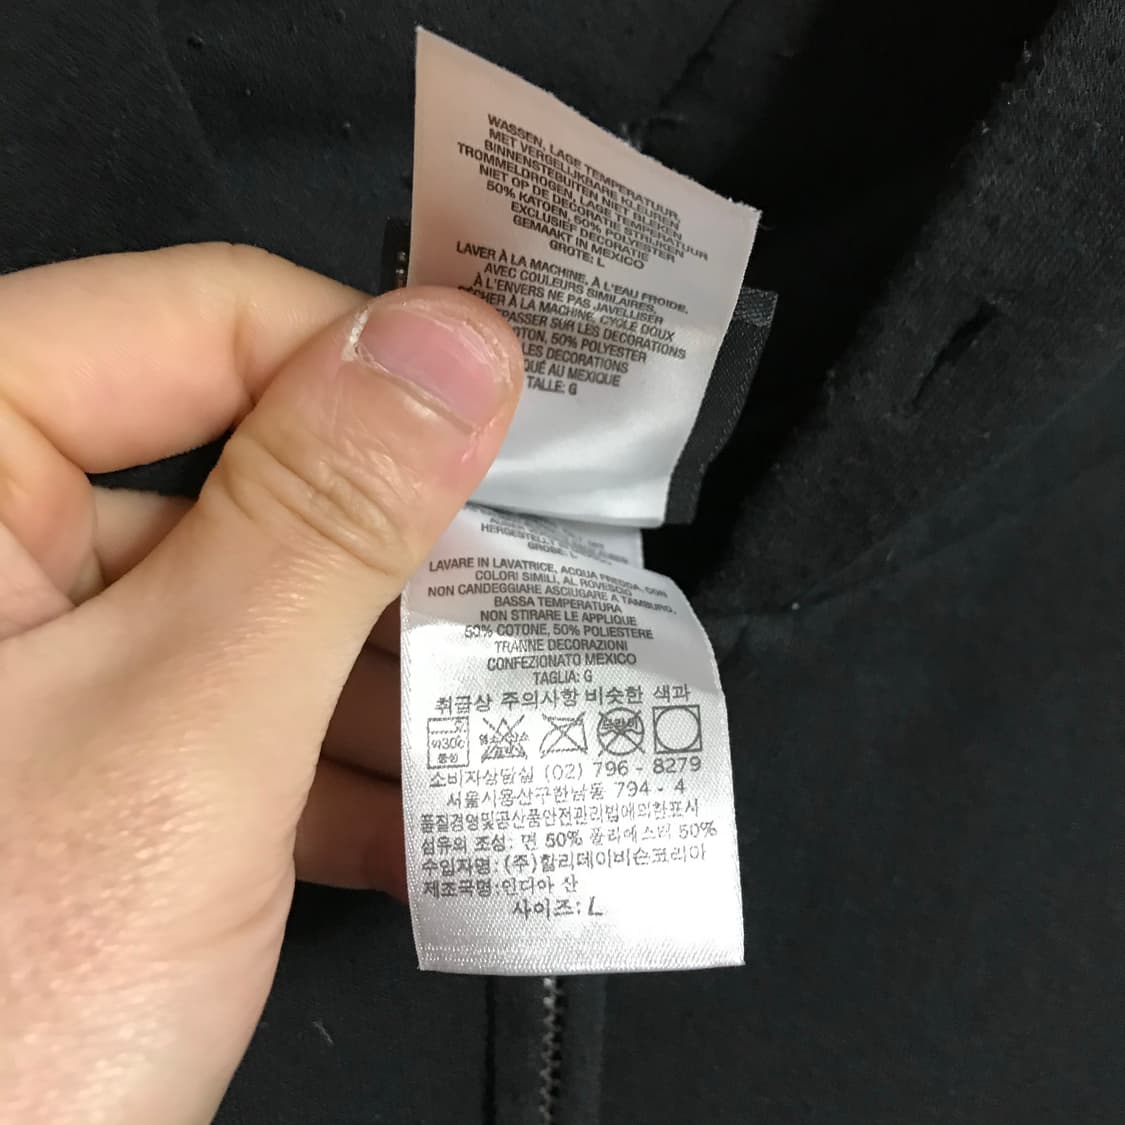 WASSEN, LAGE TEMPERATUUR,
MET VERGELIJKBARE KLEUREN
BINNENSTEBUITEN NIET BLEKEN
TROMMELDROGEN, LAGE TEMPERATUUR
NIET OP DE DECORATIE STRIJKEN
50% KATOEN, 50% POLYESTER
EXCLUSIEF DECORATIE
GEMAAKT IN MEXICO
GROTE: L
LAVER À LA MACHINE, À L'EAU FROIDE,
AVEC COULEURS SIMILAIRES,
À L'ENVERS NE PAS JAVELLISER
À LA MACHINE, CYCLE DOUX
SUR LES DECORATIONS
50% POLYESTER
LES DECORATIONS
AU MEXIQUE
TALLE: G
GROBE: L
LAVARE IN LAVATRICE, ACQUA FREDDA, CON
COLORI SIMILI, AL ROVESCIO
NON CANDEGGIARE ASCIUGARE A TAMBURO,
BASSA TEMPERATURA
NON STIRARE LE APPLIQUE
50% COTONE, 50% POLIESTERE
TRANNE DECORAZIONI
CONFEZIONATO MEXICO
TAGLIA: G
취급상 주의사항 비슷한 색과
약30℃
중성
소비자상담실 (02) 796 - 8279
서울시용산구한남동 794 - 4
품질경영및공산품안전관리법에의한표시
섬유의 조성: 면 50% 폴리에스터 50%
수입자명: (주)할리데이비슨코리아
제조국명:인디아 산
사이즈: L